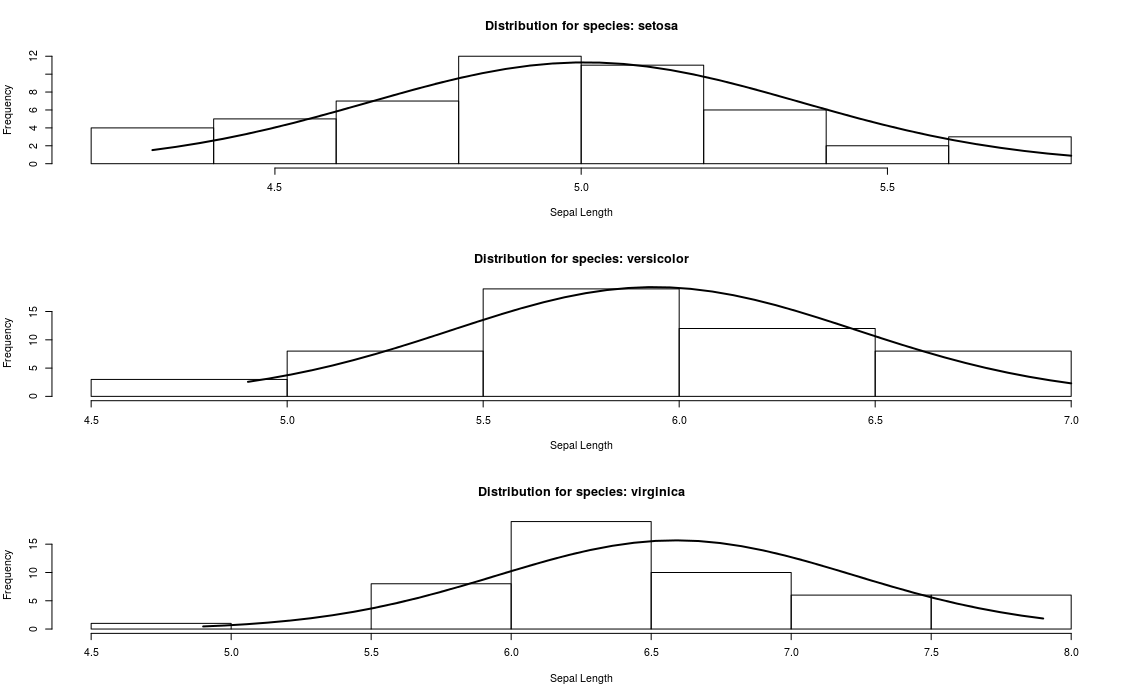 Distribution for species: setosa
Frequency
0 2 4 6 8 12
4.5 5.0 5.5
Sepal Length
Distribution for species: versicolor
Frequency
0 5 10 15
4.5 5.0 5.5 6.0 6.5 7.0
Sepal Length
Distribution for species: virginica
Frequency
0 5 10 15
4.5 5.0 5.5 6.0 6.5 7.0 7.5 8.0
Sepal Length